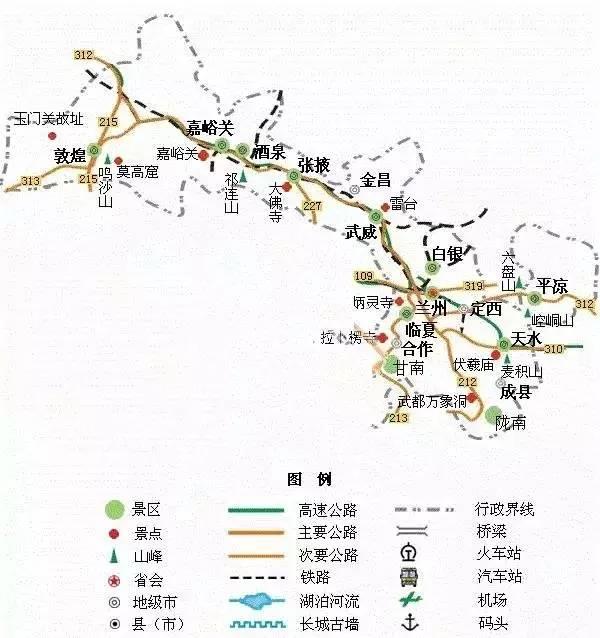 312
玉门关故址
215
嘉峪关
敦煌
莫高窟
嘉峪关
酒泉
张掖
金昌
313
215
鸣沙山
祁连山
大佛寺
227
雷台
武威
白银
六盘山
109
319
平凉
312
炳灵寺
兰州
定西
崆峒山
临夏
拉卜楞寺
合作
天水
310
伏羲庙
麦积山
甘南
212
成县
武都万象洞
213
陇南
图 例
景区
高速公路
行政界线
景点
主要公路
桥梁
山峰
次要公路
火车站
省会
铁路
汽车站
地级市
湖泊河流
机场
县（市）
长城古墙
码头